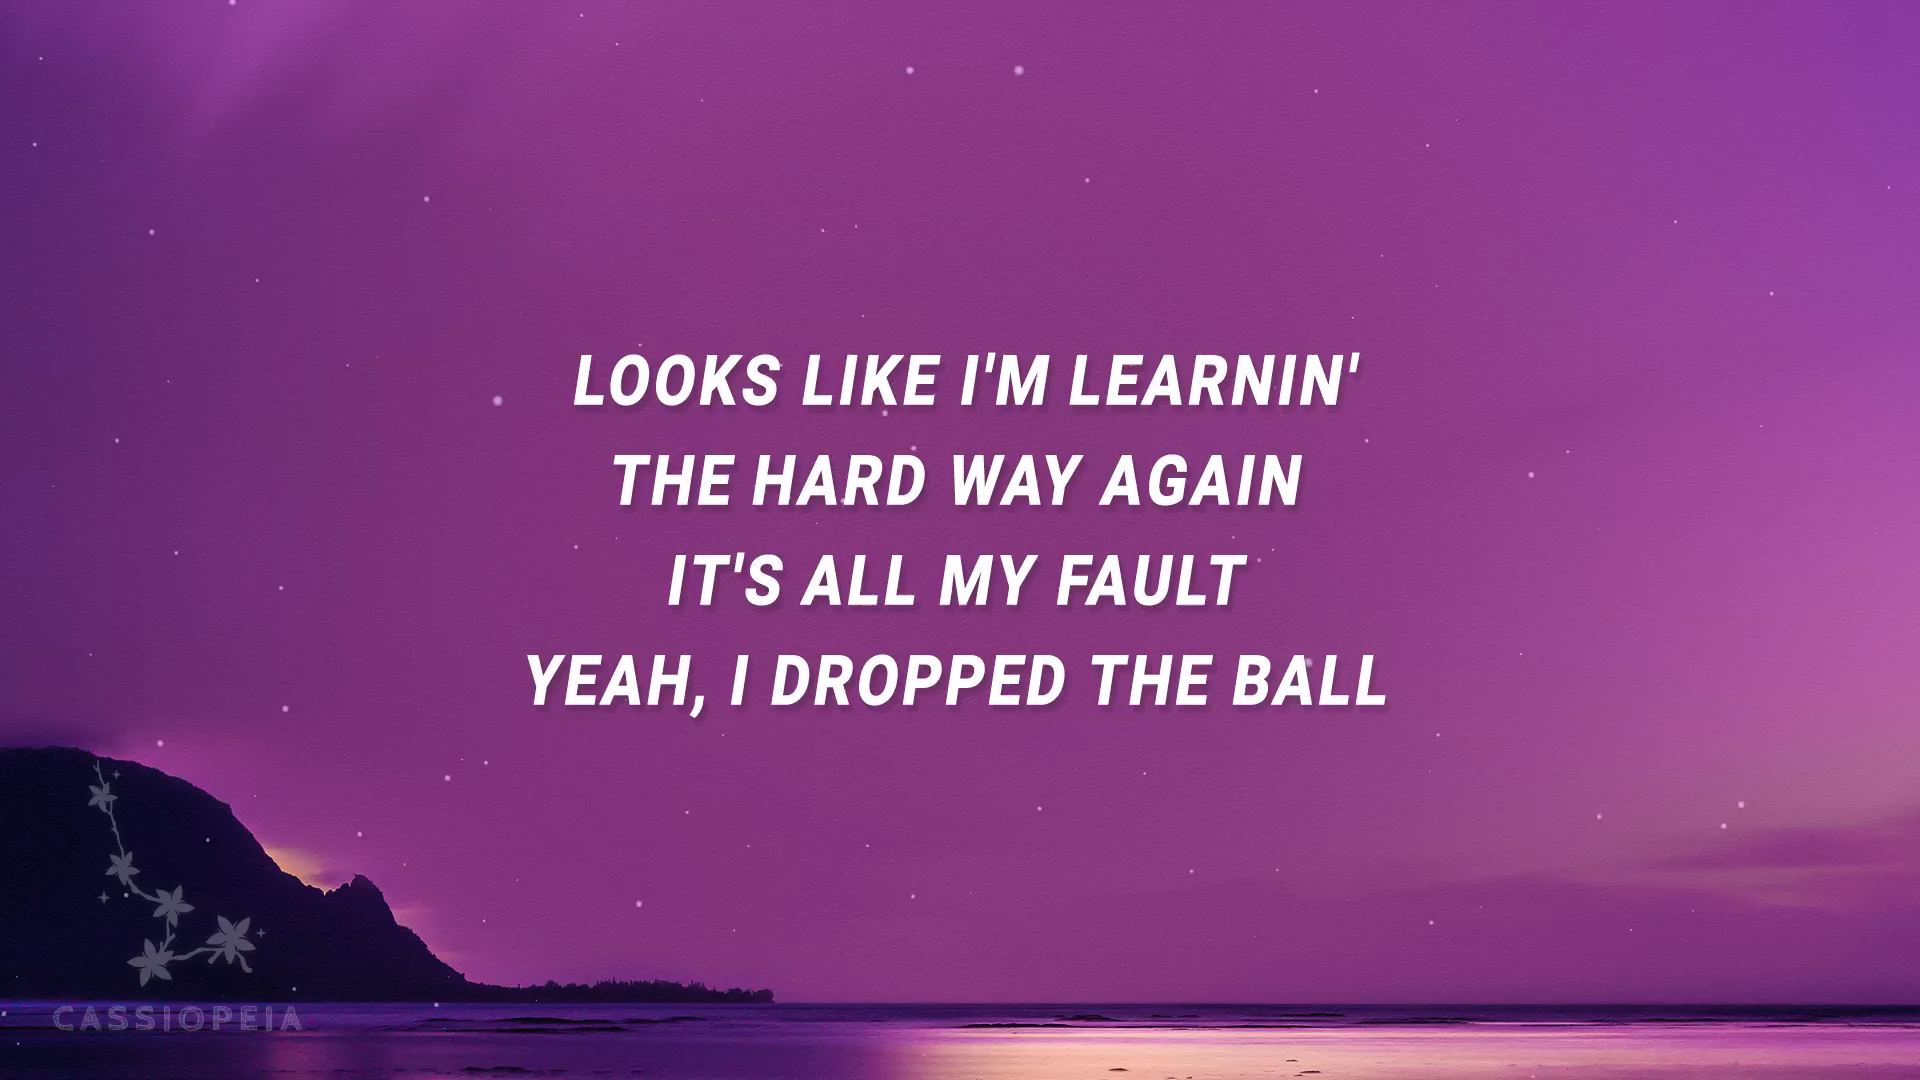 LOOKS LIKE I'M LEARNIN'
THE HARD WAY AGAIN
IT'S ALL MY FAULT
YEAH, I DROPPED THE BALL
CASSIOPEIA